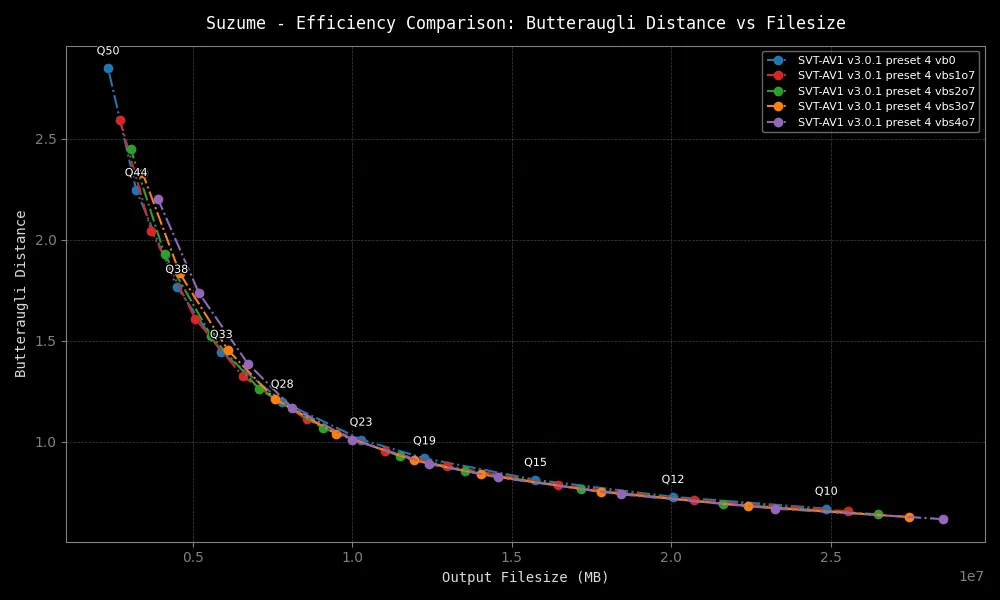 Suzume - Efficiency Comparison: Butteraugli Distance vs Filesize
SVT-AV1 v3.0.1 preset 4 vb0
SVT-AV1 v3.0.1 preset 4 vbs1o7
SVT-AV1 v3.0.1 preset 4 vbs2o7
SVT-AV1 v3.0.1 preset 4 vbs3o7
SVT-AV1 v3.0.1 preset 4 vbs4o7
Q50
Q44
Q38
Q33
Q28
Q23
Q19
Q15
Q12
Q10
Butteraugli Distance
2.5
2.0
1.5
1.0
0.5
1.0
1.5
2.0
2.5
1e7
Output Filesize (MB)